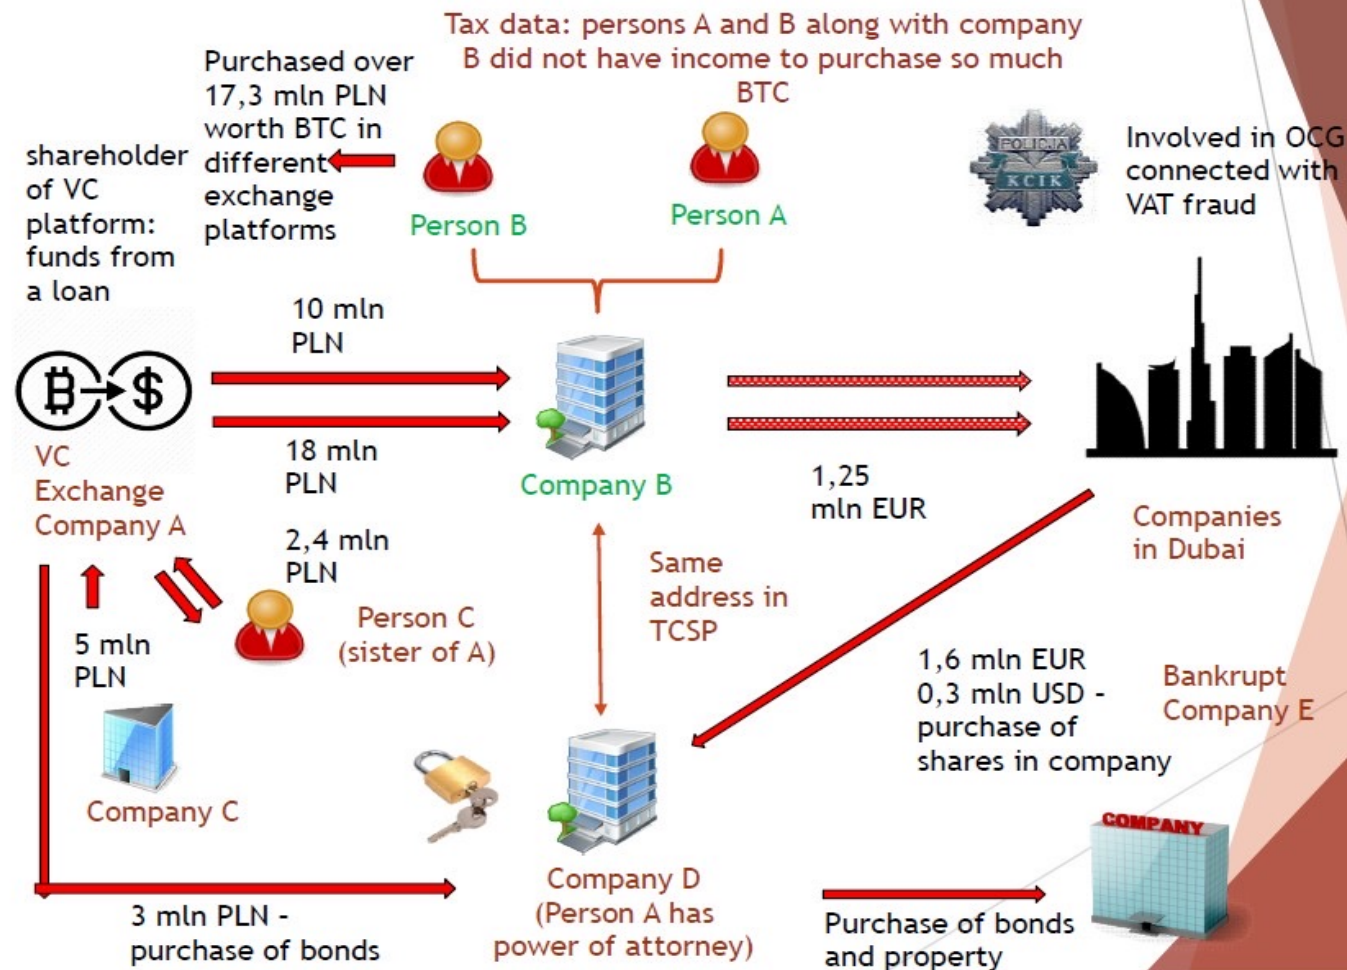 Tax data: persons A and B along with company
B did not have income to purchase so much
BTC
Purchased over
17,3 mln PLN
worth BTC in
different
exchange
platforms
shareholder
of VC
platform:
funds from
a loan
Person B
Person A
POLICJA
KCIK
Involved in OCG
connected with
VAT fraud
10 mln
PLN
18 mln
PLN
VC
Exchange
Company A
Company B
1,25
mln EUR
Companies
in Dubai
2,4 mln
PLN
Person C
(sister of A)
5 mln
PLN
Company C
Same
address in
TCSP
1,6 mln EUR
0,3 mln USD -
purchase of
shares in company
Bankrupt
Company E
COMPANY
Company D
(Person A has
power of attorney)
3 mln PLN -
purchase of bonds
Purchase of bonds
and property